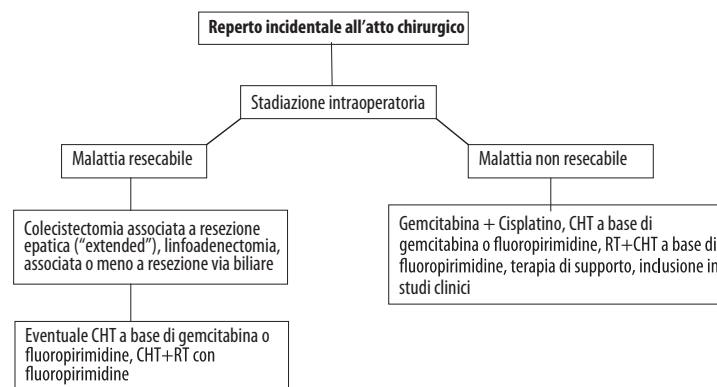 Reperto incidentale all'atto chirurgico
Stadiazione intraoperatoria
Malattia resecabile
Malattia non resecabile
Colecistectomia associata a resezione
epatica (“extended”), linfoadenectomia,
associata o meno a resezione via biliare
Gemcitabina + Cisplatino, CHT a base di
gemcitabina o fluoropirimidine, RT+CHT a base di
fluoropirimidine, terapia di supporto, inclusione in
studi clinici
Eventuale CHT a base di gemcitabina o
fluoropirimidine, CHT+RT con
fluoropirimidine